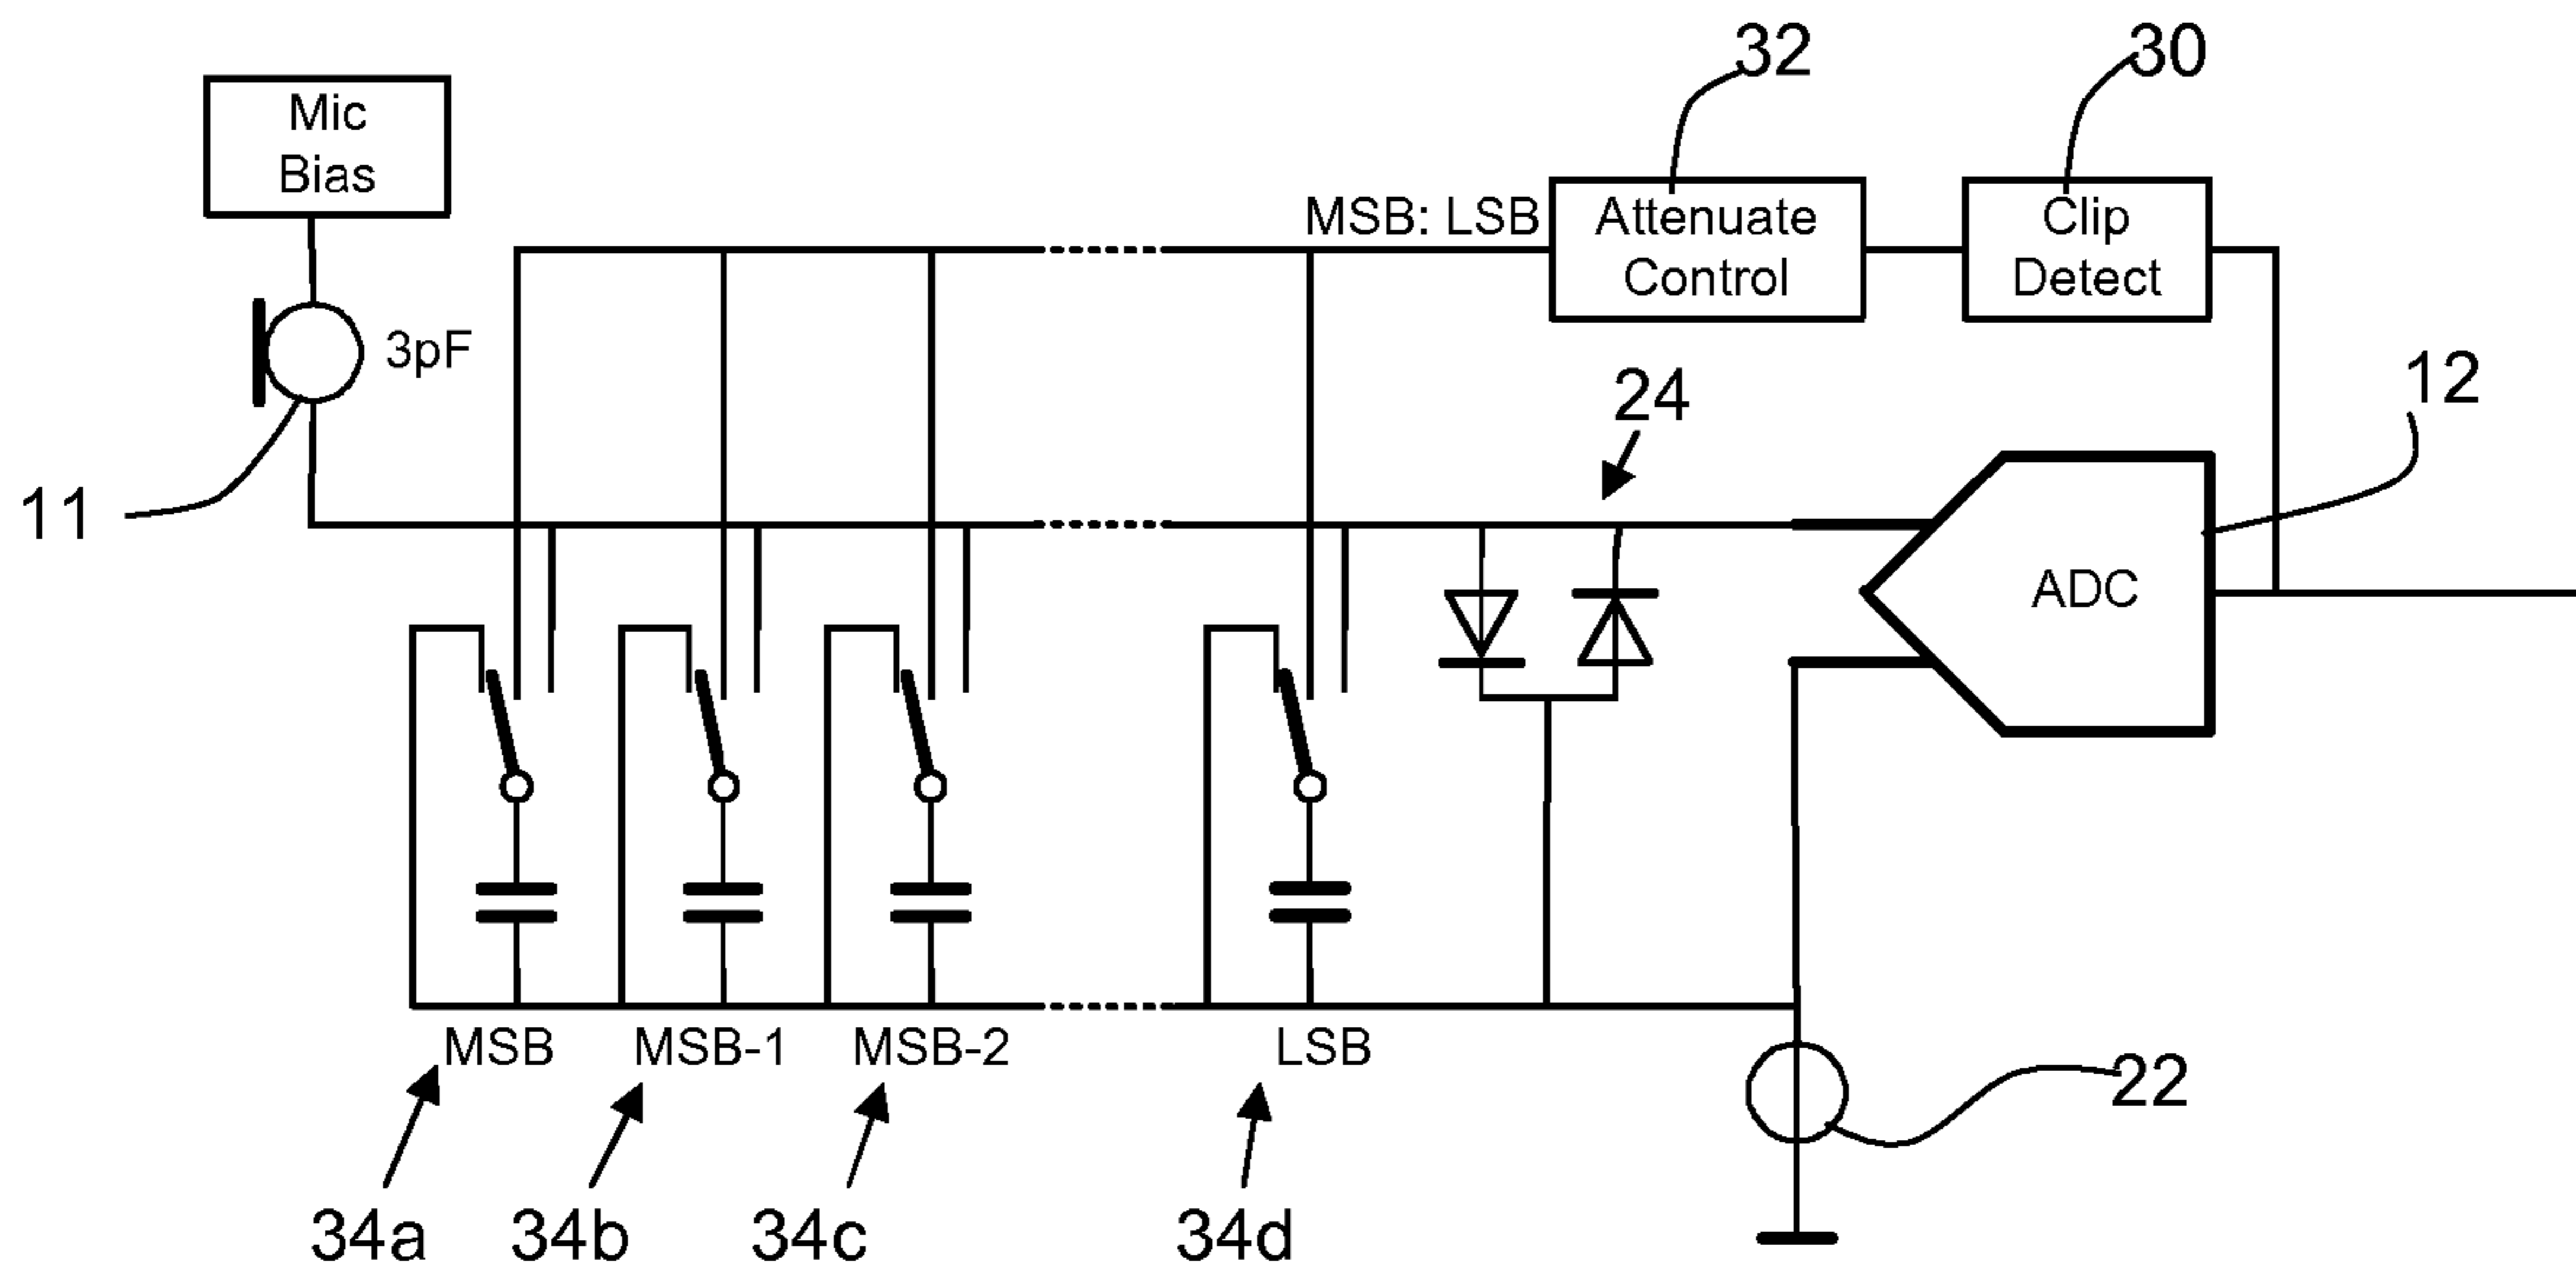 32
30
Mic
Bias
MSB: LSB
Attenuate
Control
Clip
Detect
3pF
24
12
11
ADC
MSB
MSB-1
MSB-2
LSB
22
34a
34b
34c
34d